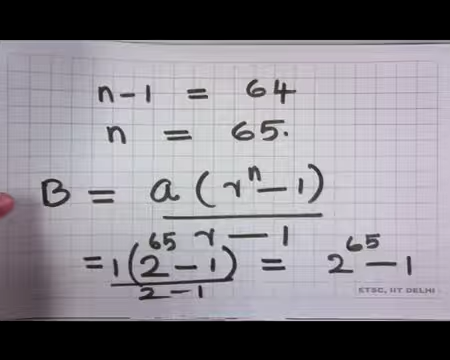 n - 1 = 64
n = 65.
B = a (r^n - 1) / r - 1
= 1 (2^65 - 1) / 2 - 1 = 2^65 - 1
ETSC, IIT DELHI